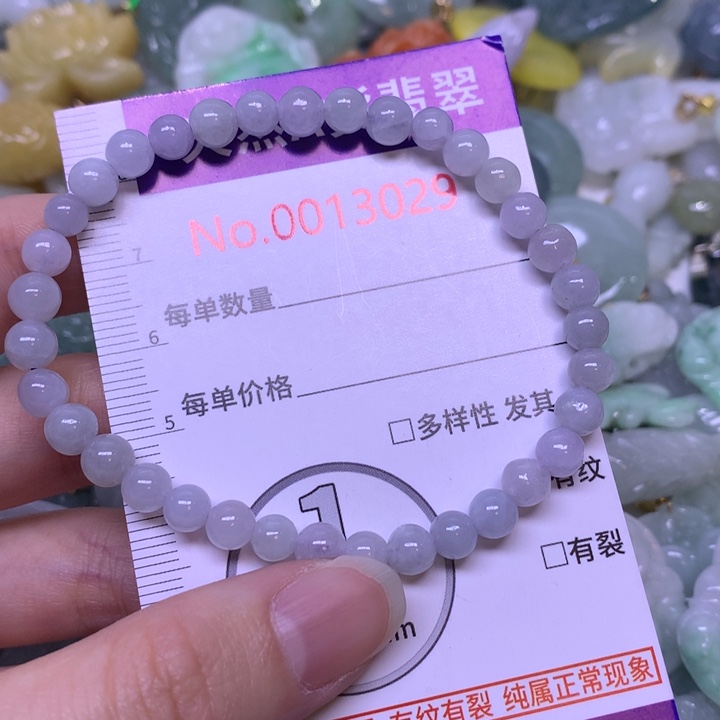 翡翠
No.0013029
7
每单数量
6
每单价格
5
□多样性 发其
有纹
□有裂
1
m
有纹有裂 纯属正常现象